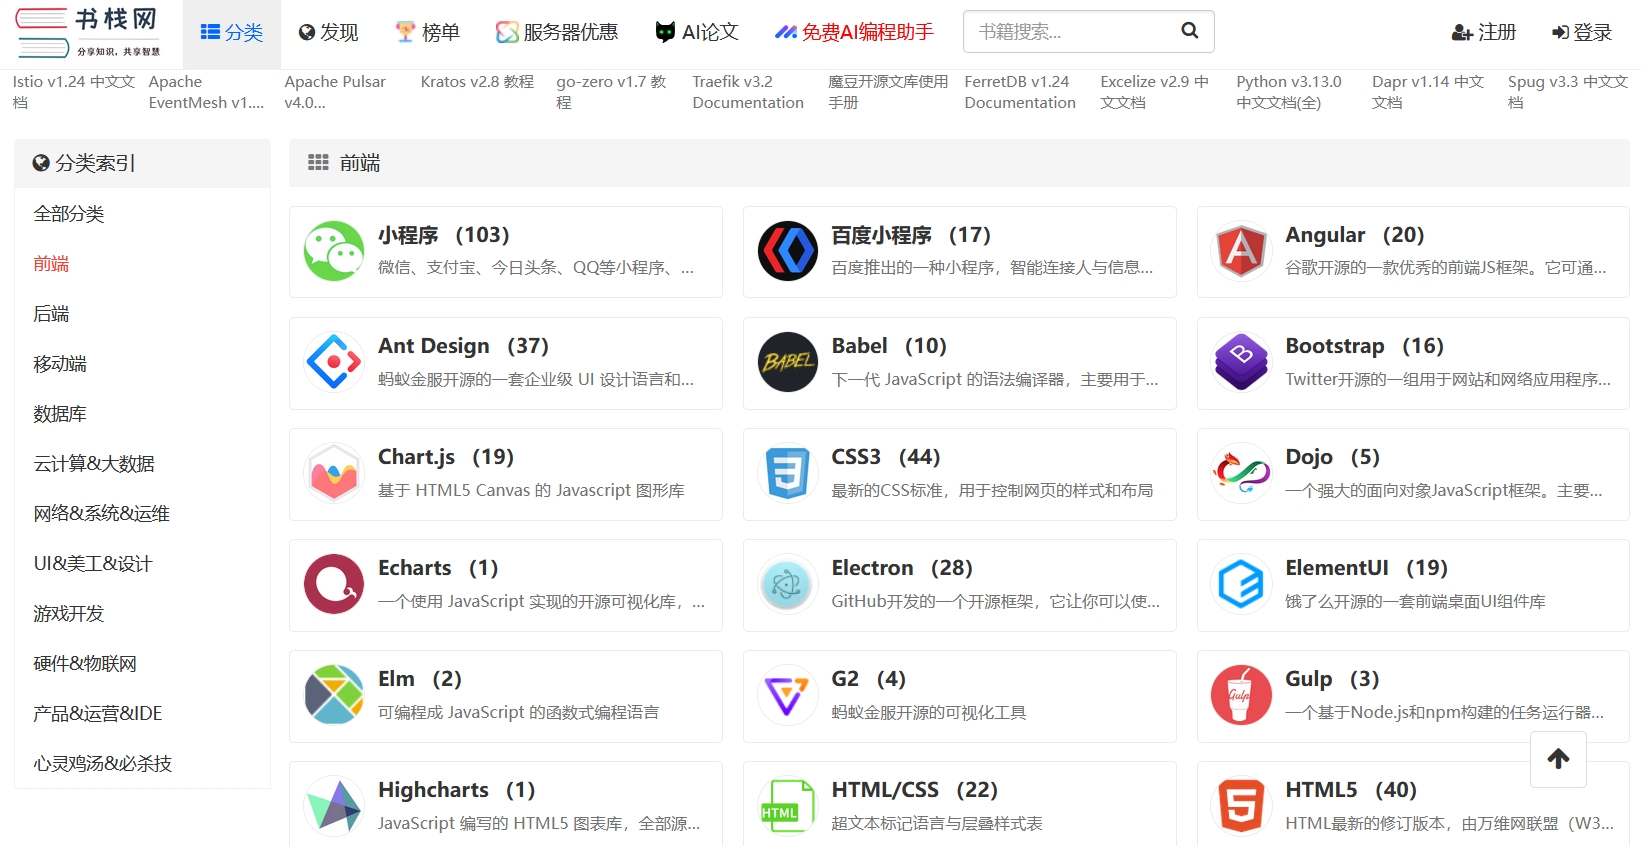 书栈网
分享知识,共享智慧
分类
发现
榜单
服务器优惠
AI论文
免费AI编程助手
书籍搜索...
注册
登录
Istio v1.24 中文文
档
Apache
EventMesh v1....
Apache Pulsar
v4.0...
Kratos v2.8 教程
go-zero v1.7 教
程
Traefik v3.2
Documentation
魔豆开源文库使用
手册
FerretDB v1.24
Documentation
Excelize v2.9 中
文文档
Python v3.13.0
中文文档(全)
Dapr v1.14 中文
文档
Spug v3.3 中文文
档
分类索引
全部分类
前端
后端
移动端
数据库
云计算&大数据
网络&系统&运维
UI&美工&设计
游戏开发
硬件&物联网
产品&运营&IDE
心灵鸡汤&必杀技
前端
小程序 （103）
微信、支付宝、今日头条、QQ等小程序、...
百度小程序 （17）
百度推出的一种小程序，智能连接人与信息...
Angular （20）
谷歌开源的一款优秀的前端JS框架。它可通...
Ant Design （37）
蚂蚁金服开源的一套企业级 UI 设计语言和...
BABEL
Babel （10）
下一代 JavaScript 的语法编译器，主要用于...
Bootstrap （16）
Twitter开源的一组用于网站和网络应用程序...
Chart.js （19）
基于 HTML5 Canvas 的 Javascript 图形库
CSS3 （44）
最新的CSS标准，用于控制网页的样式和布局
Dojo （5）
一个强大的面向对象JavaScript框架。主要...
Echarts （1）
一个使用 JavaScript 实现的开源可视化库，...
Electron （28）
GitHub开发的一个开源框架，它让你可以使...
ElementUI （19）
饿了么开源的一套前端桌面UI组件库
Elm （2）
可编程成 JavaScript 的函数式编程语言
G2 （4）
蚂蚁金服开源的可视化工具
Gulp
Gulp （3）
一个基于Node.js和npm构建的任务运行器...
Highcharts （1）
JavaScript 编写的 HTML5 图表库，全部源...
HTML
HTML/CSS （22）
超文本标记语言与层叠样式表
HTML5 （40）
HTML最新的修订版本，由万维网联盟（W3...